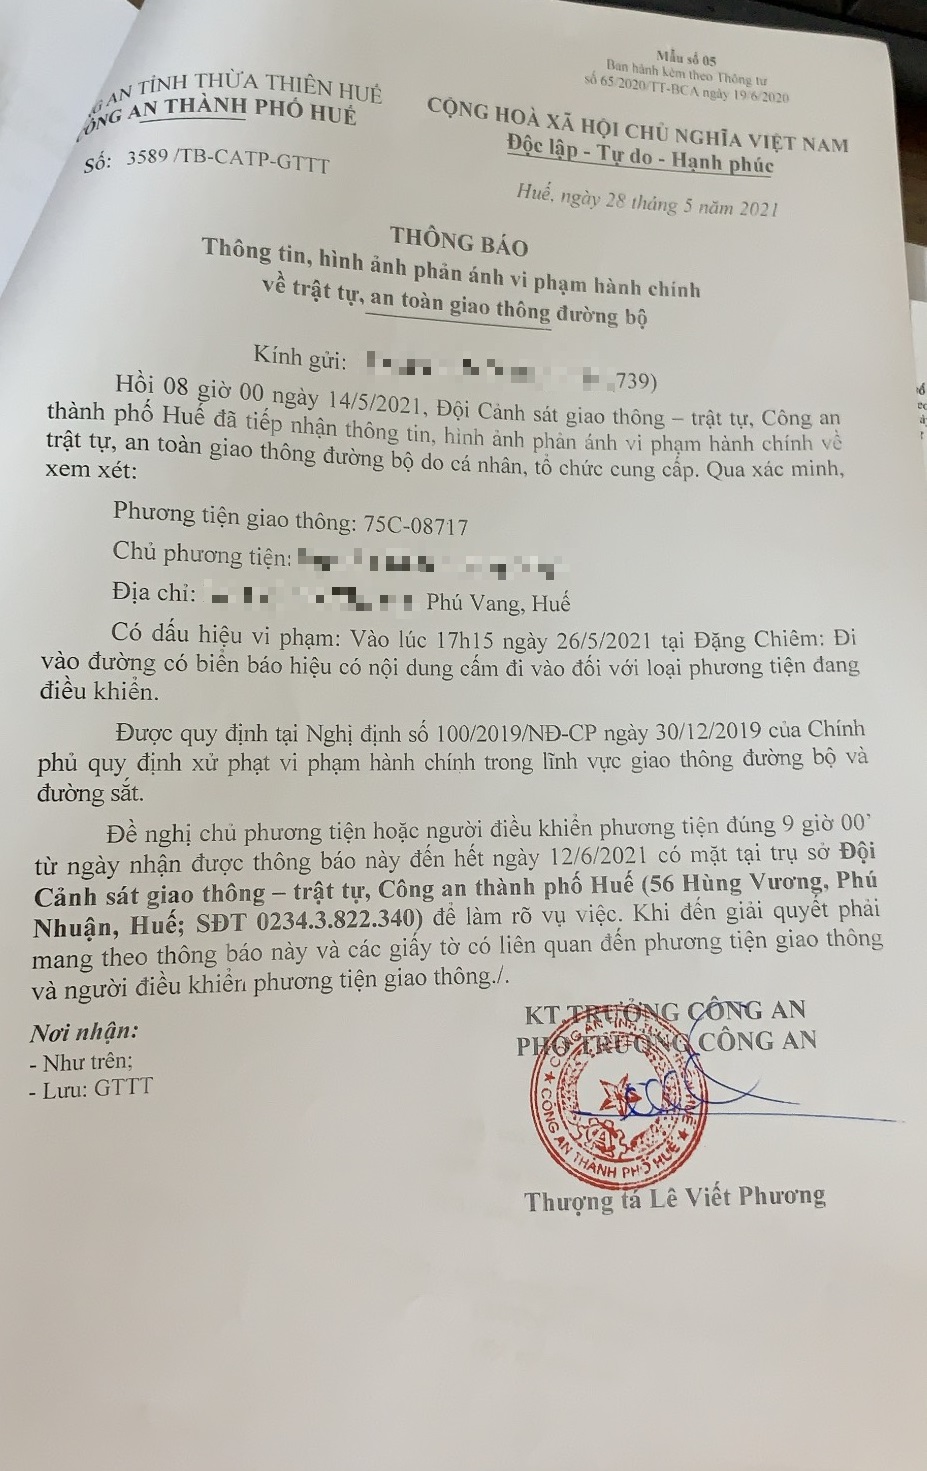 Mẫu số 05
Ban hành kèm theo Thông tư
số 65/2020/TT-BCA ngày 19/6/2020
AN TỈNH THỪA THIÊN HUẾ
CÔNG AN THÀNH PHỐ HUẾ
Số: 3589 /TB-CATP-GTTT
CỘNG HOÀ XÃ HỘI CHỦ NGHĨA VIỆT NAM
Độc lập - Tự do - Hạnh phúc
Huế, ngày 28 tháng 5 năm 2021
THÔNG BÁO
Thông tin, hình ảnh phản ánh vi phạm hành chính
về trật tự, an toàn giao thông đường bộ
Kính gửi: 739)
Hồi 08 giờ 00 ngày 14/5/2021, Đội Cảnh sát giao thông – trật tự, Công an
thành phố Huế đã tiếp nhận thông tin, hình ảnh phản ánh vi phạm hành chính về
trật tự, an toàn giao thông đường bộ do cá nhân, tổ chức cung cấp. Qua xác minh,
xem xét:
Phương tiện giao thông: 75C-08717
Chủ phương tiện:
Địa chỉ: Phú Vang, Huế
Có dấu hiệu vi phạm: Vào lúc 17h15 ngày 26/5/2021 tại Đặng Chiêm: Đi
vào đường có biển báo hiệu có nội dung cấm đi vào đối với loại phương tiện đang
điều khiển.
Được quy định tại Nghị định số 100/2019/NĐ-CP ngày 30/12/2019 của Chính
phủ quy định xử phạt vi phạm hành chính trong lĩnh vực giao thông đường bộ và
đường sắt.
Đề nghị chủ phương tiện hoặc người điều khiển phương tiện đúng 9 giờ 00’
từ ngày nhận được thông báo này đến hết ngày 12/6/2021 có mặt tại trụ sở Đội
Cảnh sát giao thông – trật tự, Công an thành phố Huế (56 Hùng Vương, Phú
Nhuận, Huế; SĐT 0234.3.822.340) để làm rõ vụ việc. Khi đến giải quyết phải
mang theo thông báo này và các giấy tờ có liên quan đến phương tiện giao thông
và người điều khiển phương tiện giao thông./.
Nơi nhận:
- Như trên;
- Lưu: GTTT
KT.TRƯỞNG CÔNG AN
PHÓ TRƯỞNG CÔNG AN
CÔNG AN THÀNH PHỐ HUẾ
Thượng tá Lê Viết Phương